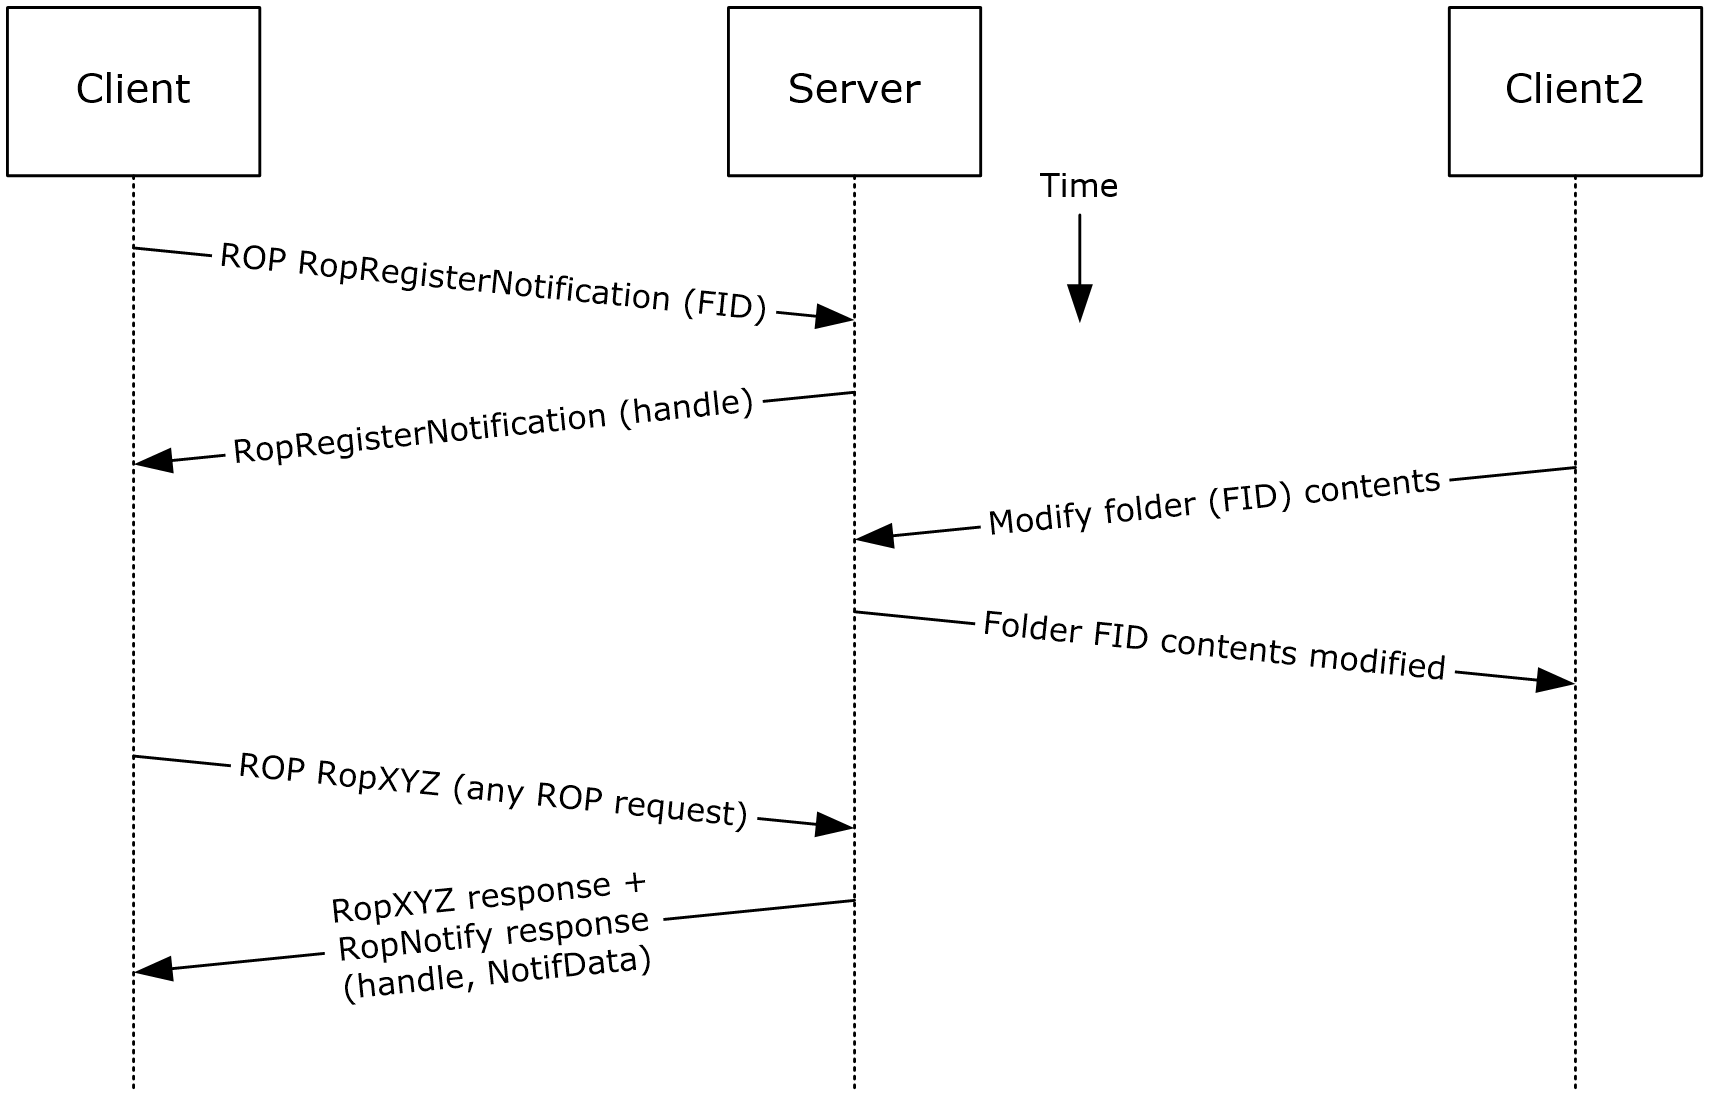 Client
Server
Client2
Time
ROP RopRegisterNotification (FID)
RopRegisterNotification (handle)
Modify folder (FID) contents
Folder FID contents modified
ROP RopXYZ (any ROP request)
RopXYZ response +
RopNotify response
(handle, NotifData)